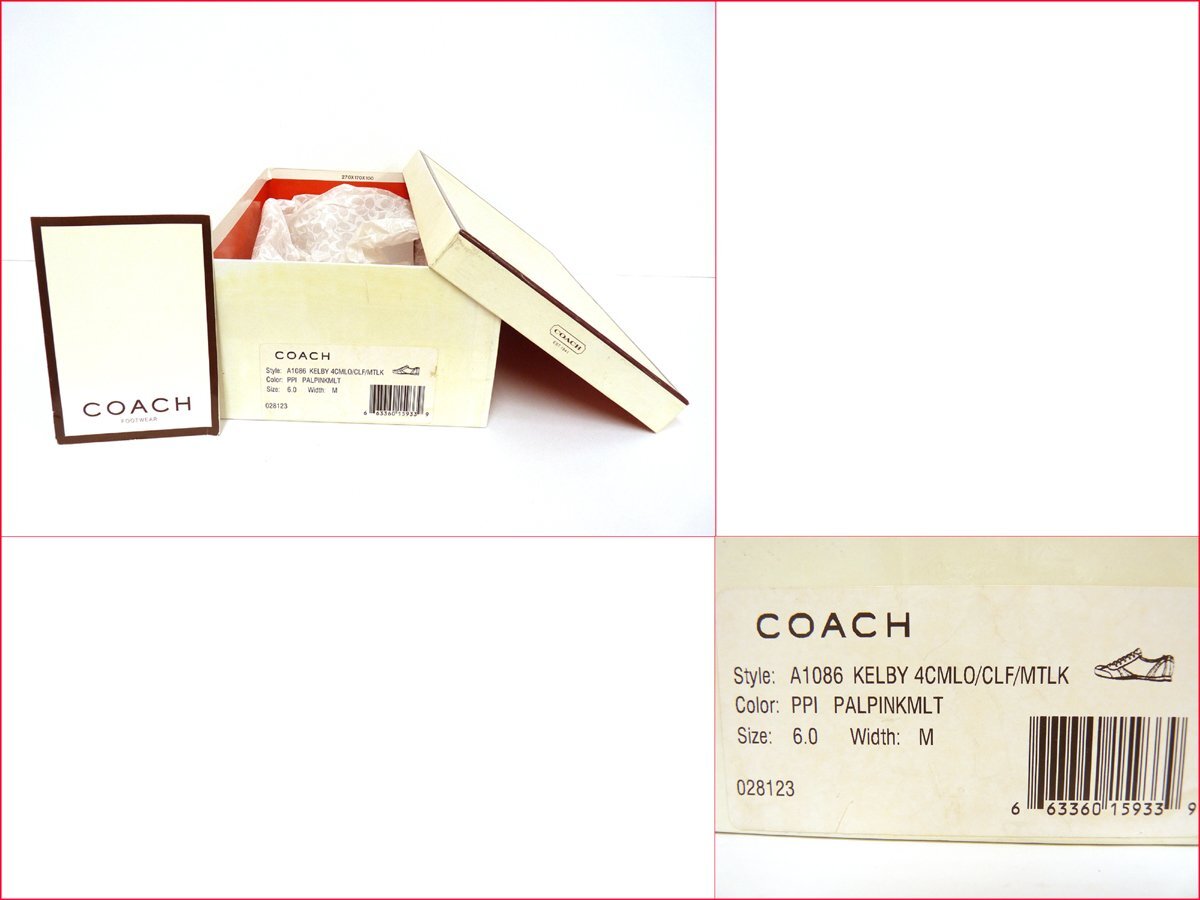 270X170X100
COACH
EST. 1941
COACH
FOOTWEAR
COACH
Style: A1086 KELBY 4CMLO/CLF/MTLK
Color: PPI PALPINKMLT
Size: 6.0 Width: M
028123
6 63360 15933 9
COACH
Style: A1086 KELBY 4CMLO/CLF/MTLK
Color: PPI PALPINKMLT
Size: 6.0 Width: M
028123
6 63360 15933 9